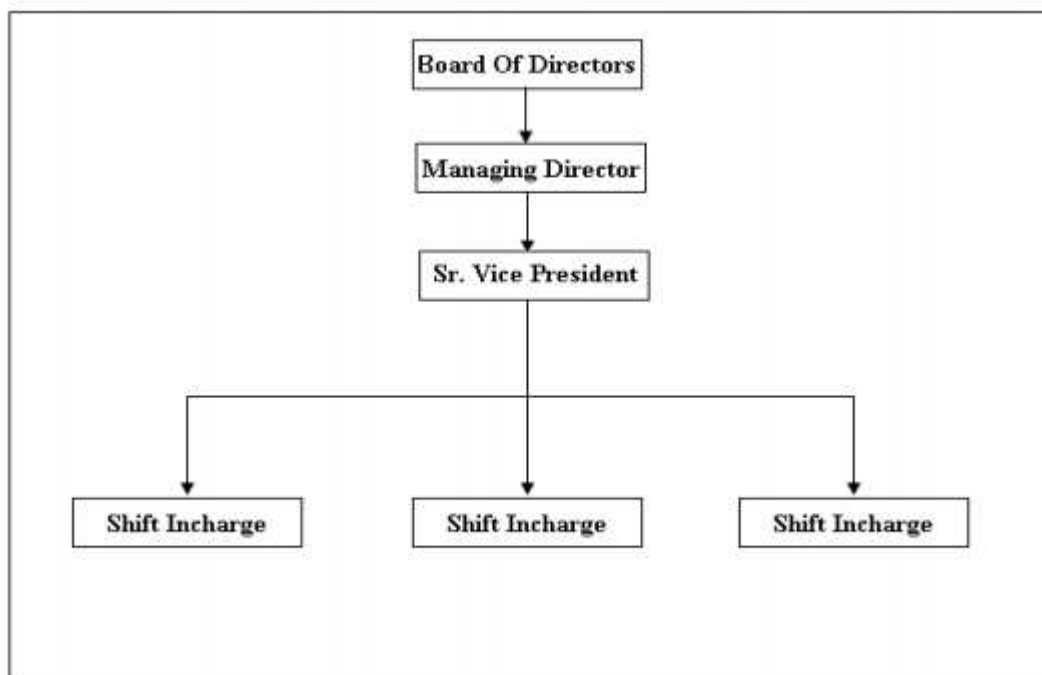 Board Of Directors
Managing Director
Sr. Vice President
Shift Incharge
Shift Incharge
Shift Incharge